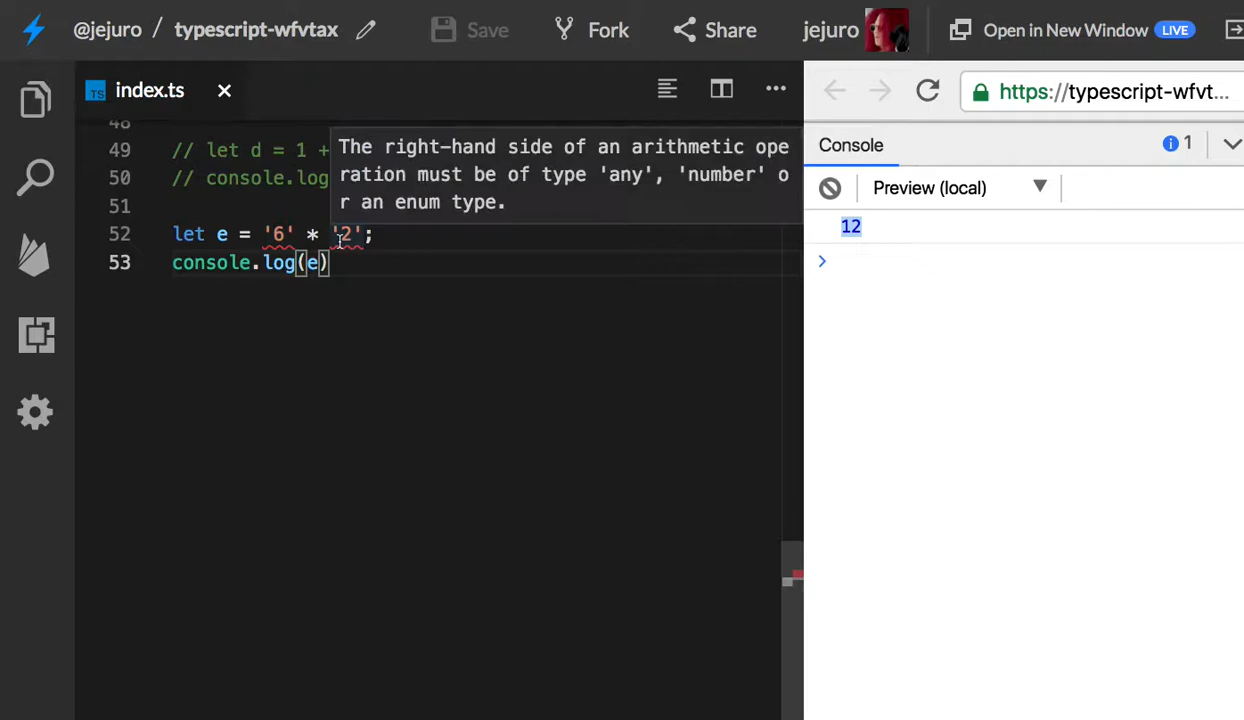 @jejuro / typescript-wfvtax Save Fork Share jejuro Open in New Window LIVE
TS index.ts
https://typescript-wfvt...
Console 1
Preview (local)
12
48
49 // let d = 1 +
50 // console.log
51
52 let e = '6' * '2';
53 console.log(e)
The right-hand side of an arithmetic ope
ration must be of type 'any', 'number' o
r an enum type.